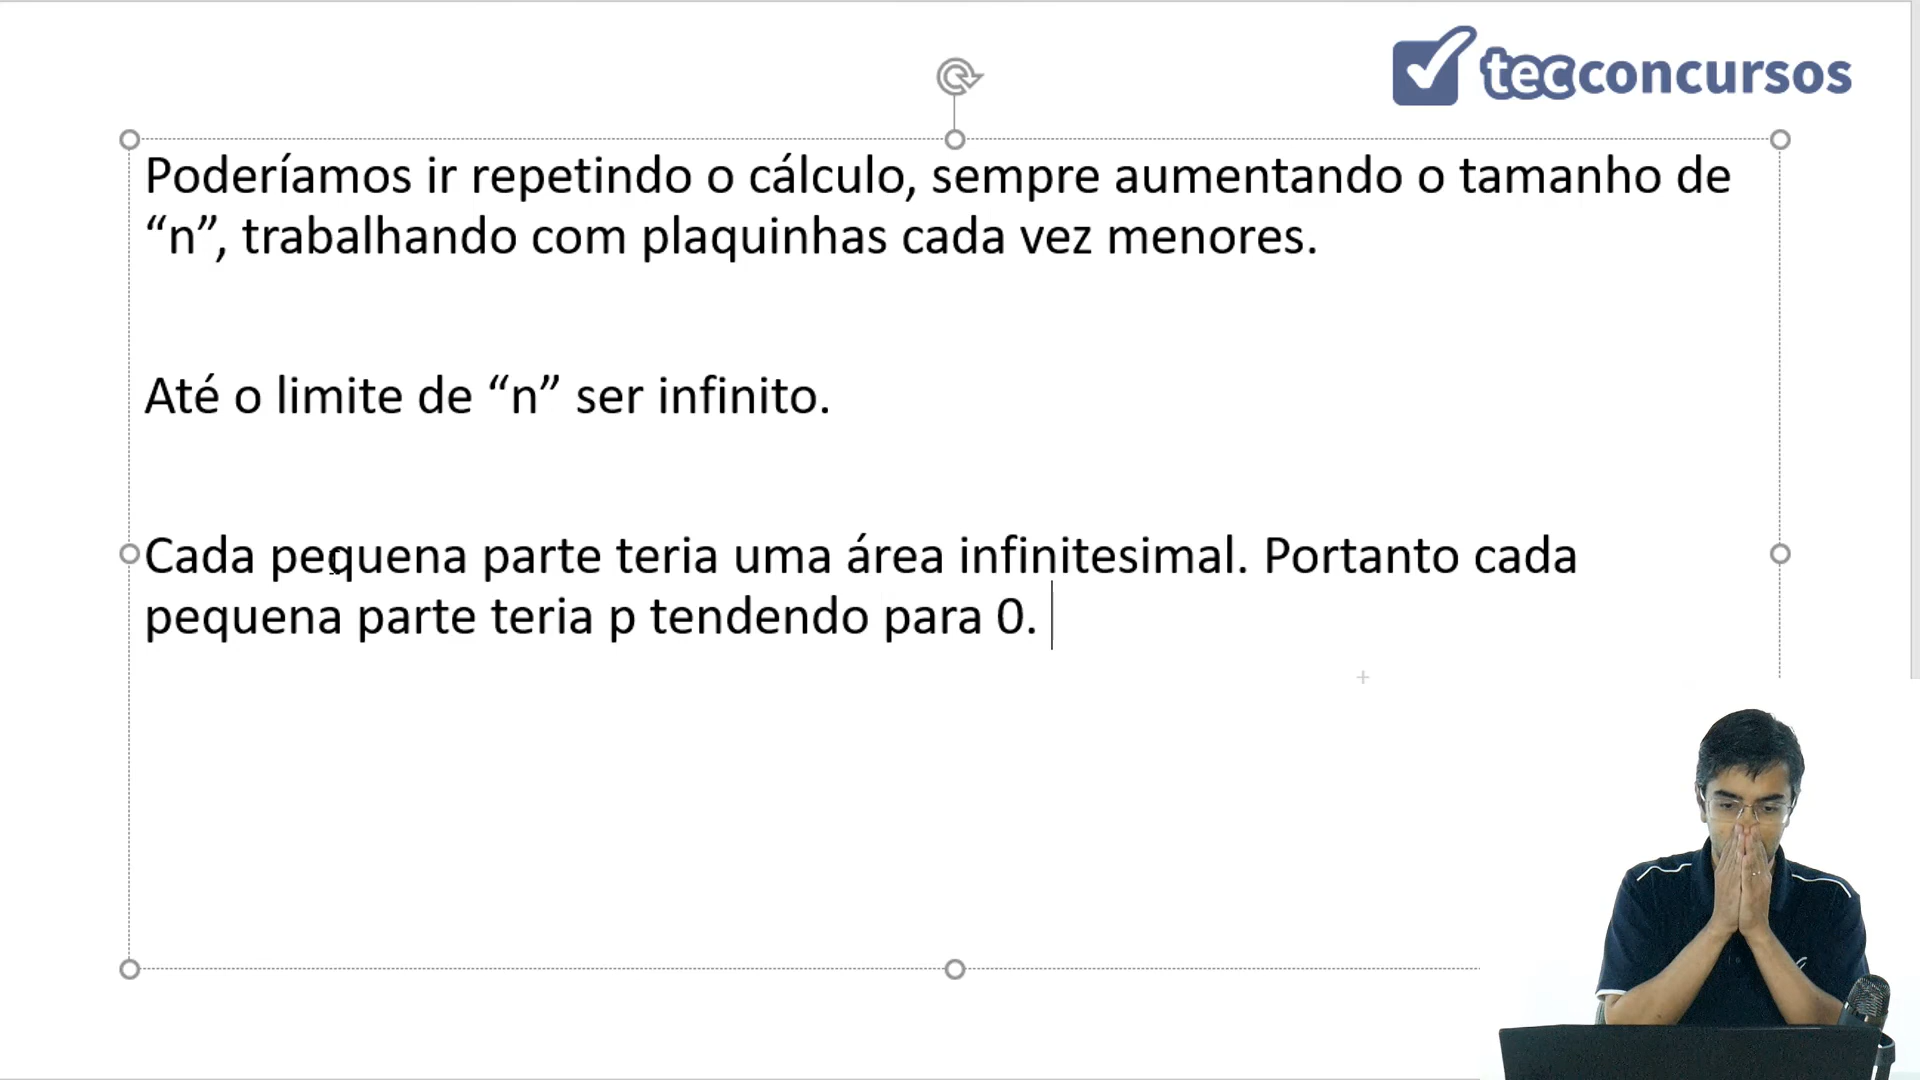 tecconcursos
Poderíamos ir repetindo o cálculo, sempre aumentando o tamanho de
“n”, trabalhando com plaquinhas cada vez menores.
Até o limite de “n” ser infinito.
Cada pequena parte teria uma área infinitesimal. Portanto cada
pequena parte teria p tendendo para 0.